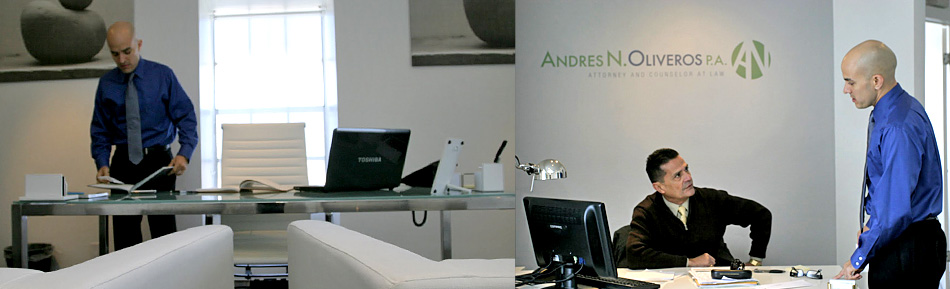 TOSHIBA
ANDRES N. OLIVEROS P.A.
ATTORNEY AND COUNSELOR AT LAW
AN